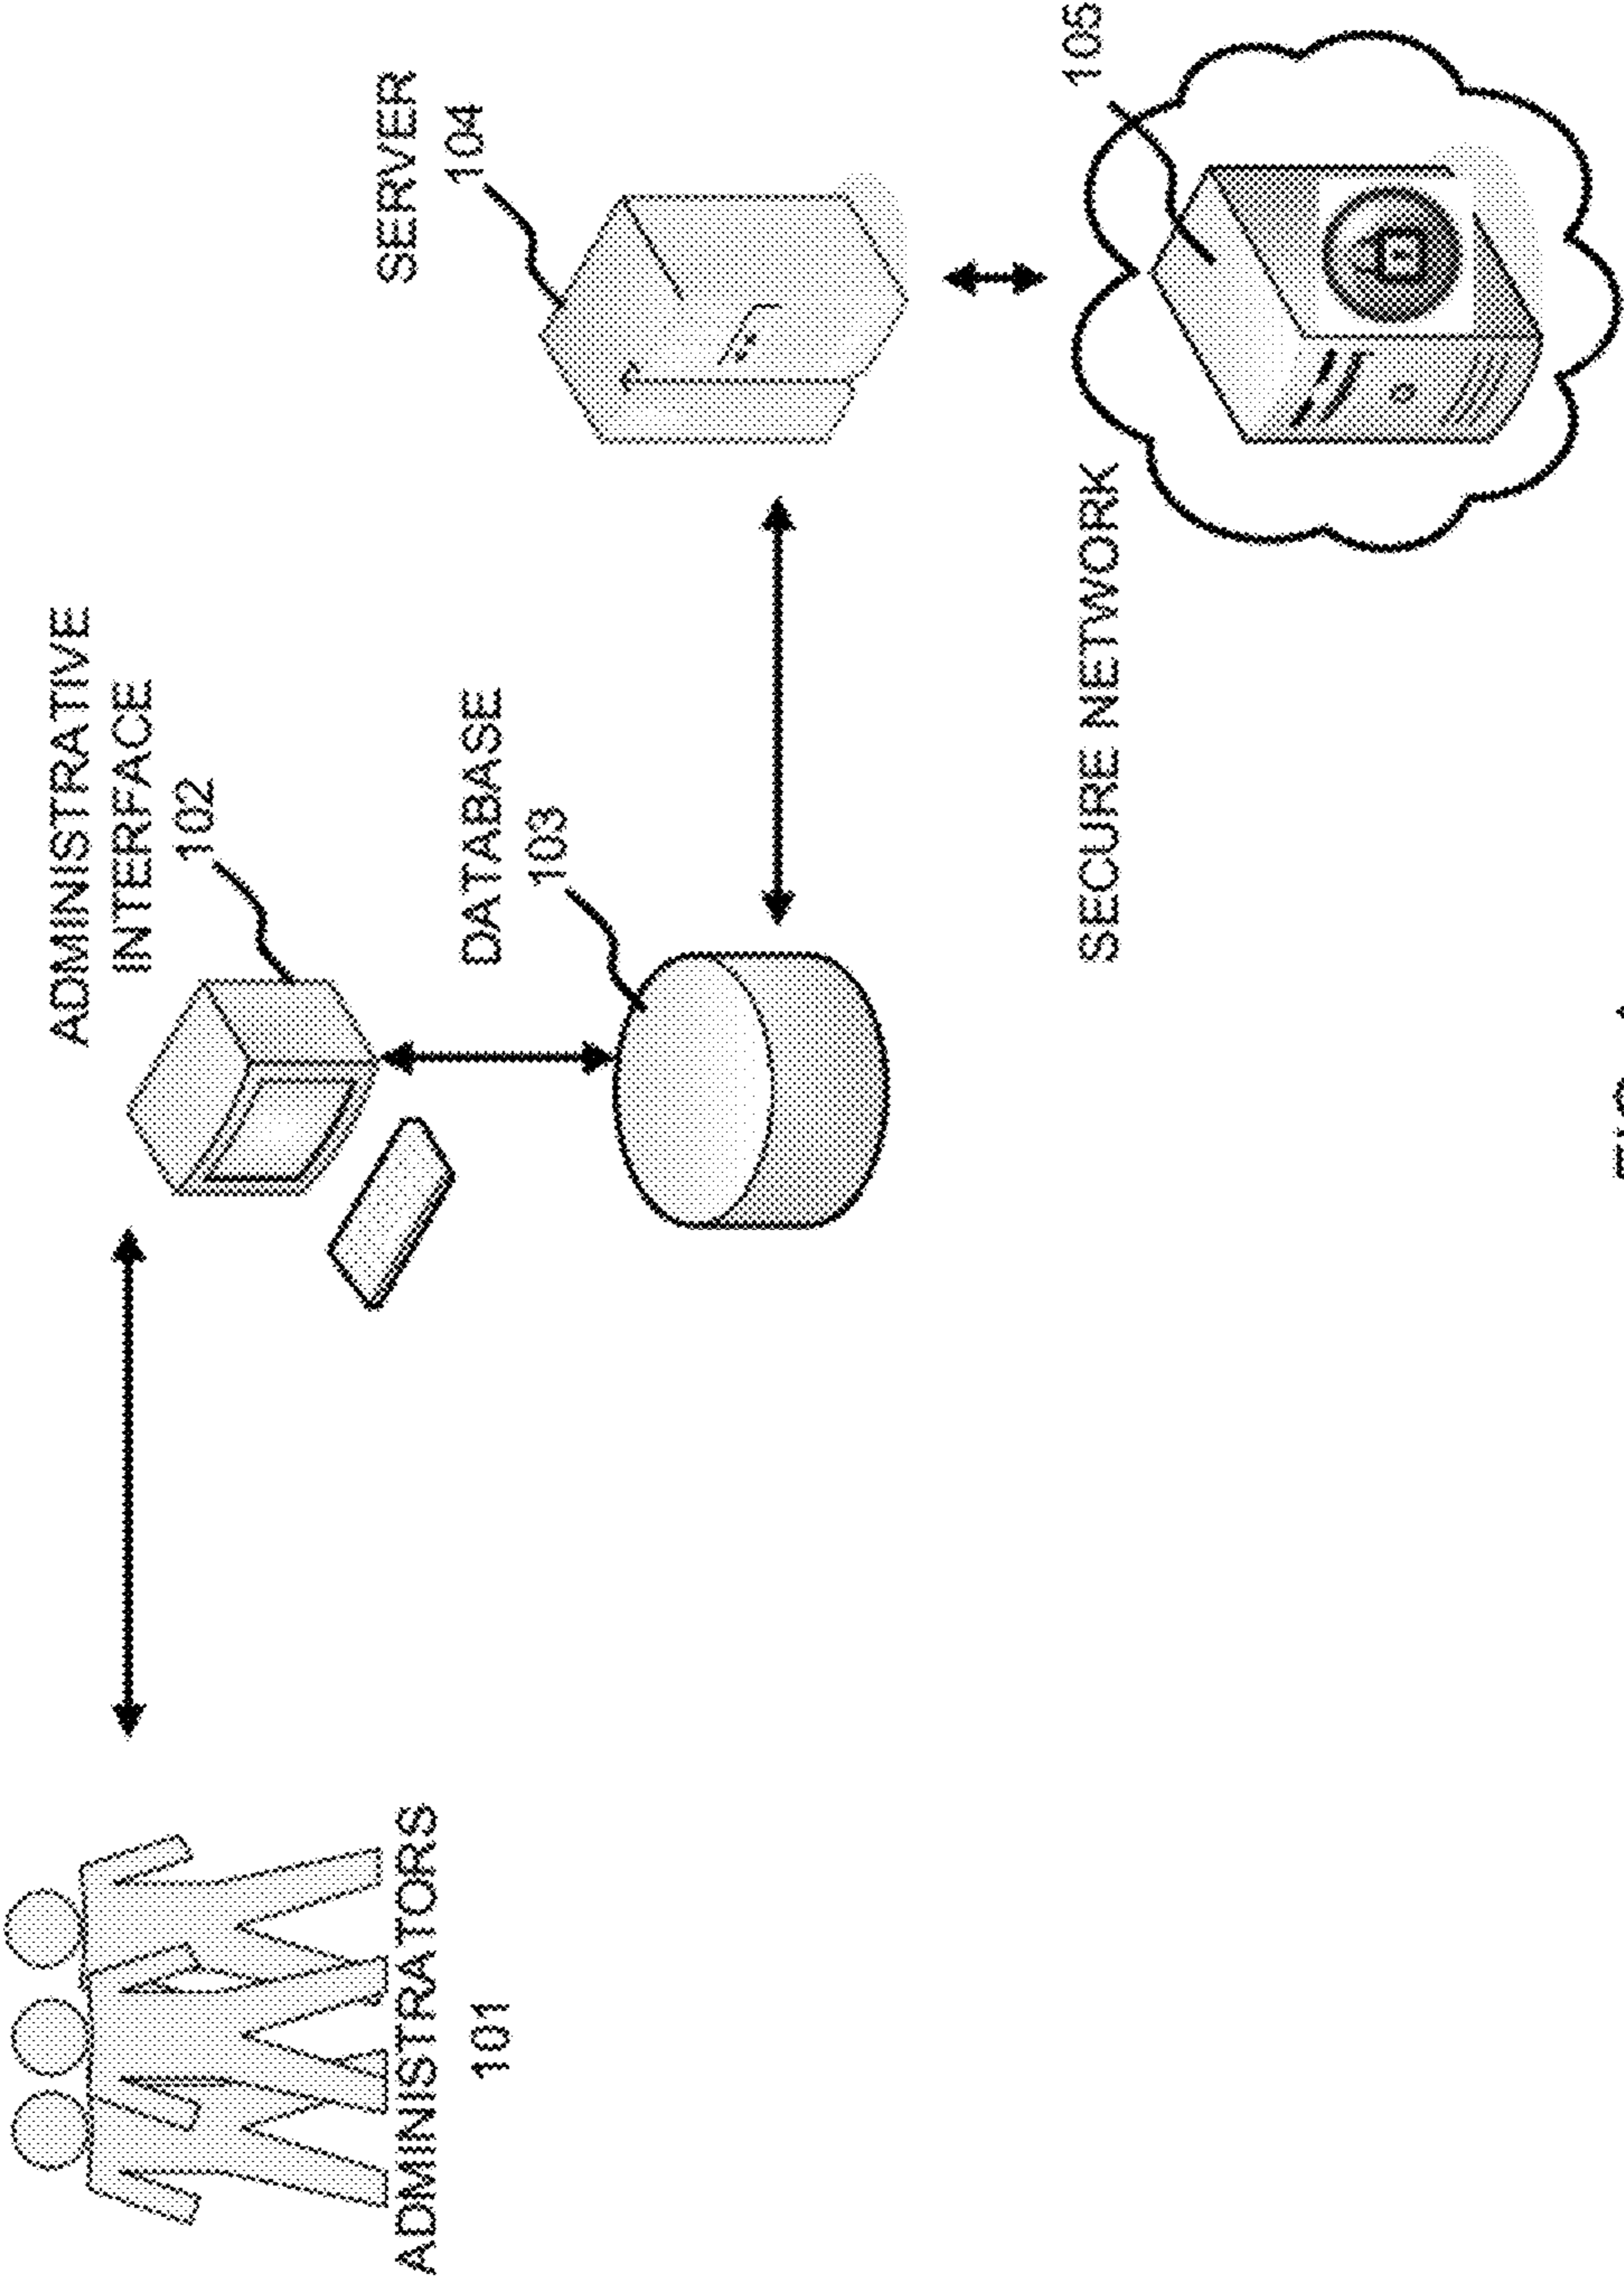 ADMINISTRATORS
101
ADMINISTRATIVE
INTERFACE
102
DATABASE
103
SERVER
104
SECURE NETWORK
105